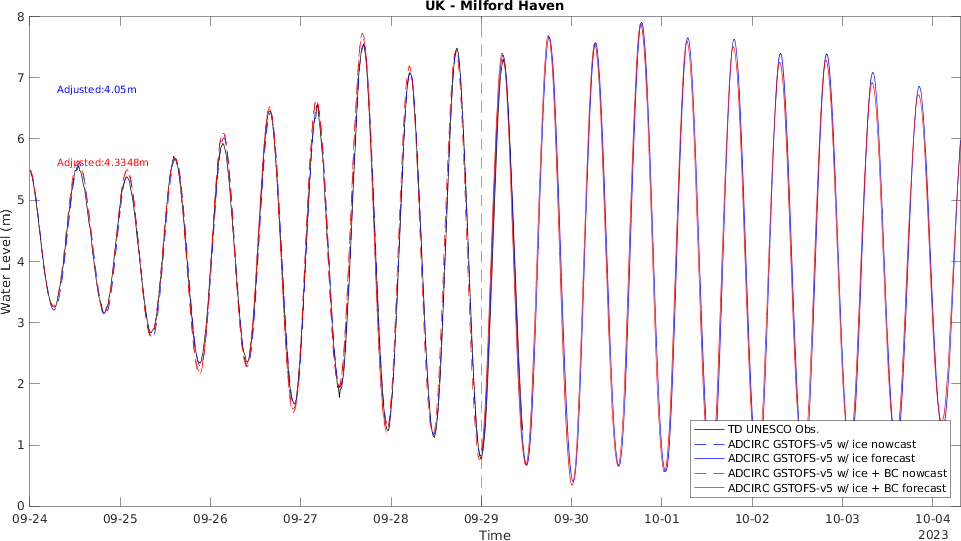 UK - Milford Haven
8
7
6
5
4
3
2
1
0
Water Level (m)
Adjusted:4.05m
Adjusted:4.3348m
TD UNESCO Obs.
ADCIRC GSTOFS-v5 w/ ice nowcast
ADCIRC GSTOFS-v5 w/ ice forecast
ADCIRC GSTOFS-v5 w/ ice + BC nowcast
ADCIRC GSTOFS-v5 w/ ice + BC forecast
09-24 09-25 09-26 09-27 09-28 09-29 09-30 10-01 10-02 10-03 10-04
Time
2023